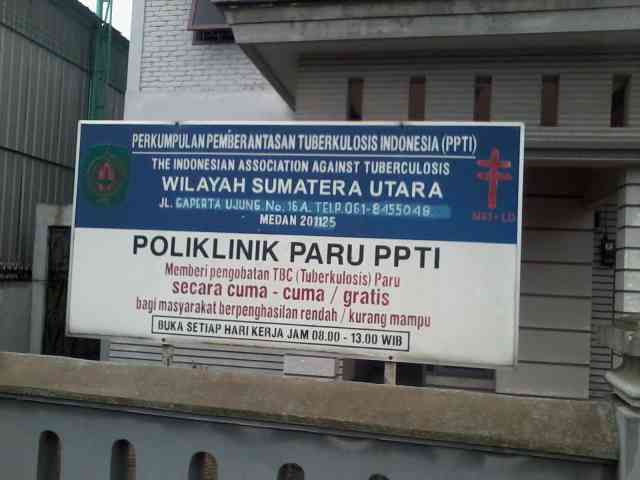 PERKUMPULAN PEMBERANTASAN TUBERKULOSIS INDONESIA (PPTI)
THE INDONESIAN ASSOCIATION AGAINST TUBERCULOSIS
WILAYAH SUMATERA UTARA
JL. GAPERTA UJUNG. No. 16 A. TELP. 061-8455048
MEDAN 201125
POLIKLINIK PARU PPTI
Memberi pengobatan TBC (Tuberkulosis) Paru
secara cuma - cuma / gratis
bagi masyarakat berpenghasilan rendah / kurang mampu
BUKA SETIAP HARI KERJA JAM 08.00 - 13.00 WIB